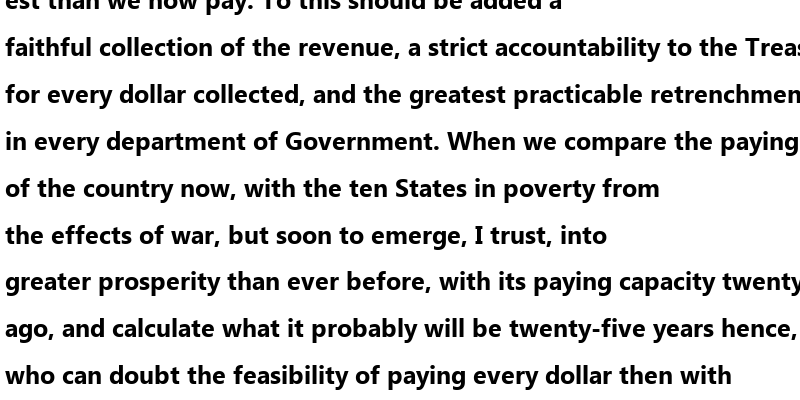 est than we now pay. To this should be added a
faithful collection of the revenue, a strict accountability to the Treas
for every dollar collected, and the greatest practicable retrenchmen
in every department of Government. When we compare the paying
of the country now, with the ten States in poverty from
the effects of war, but soon to emerge, I trust, into
greater prosperity than ever before, with its paying capacity twenty
ago, and calculate what it probably will be twenty-five years hence,
who can doubt the feasibility of paying every dollar then with